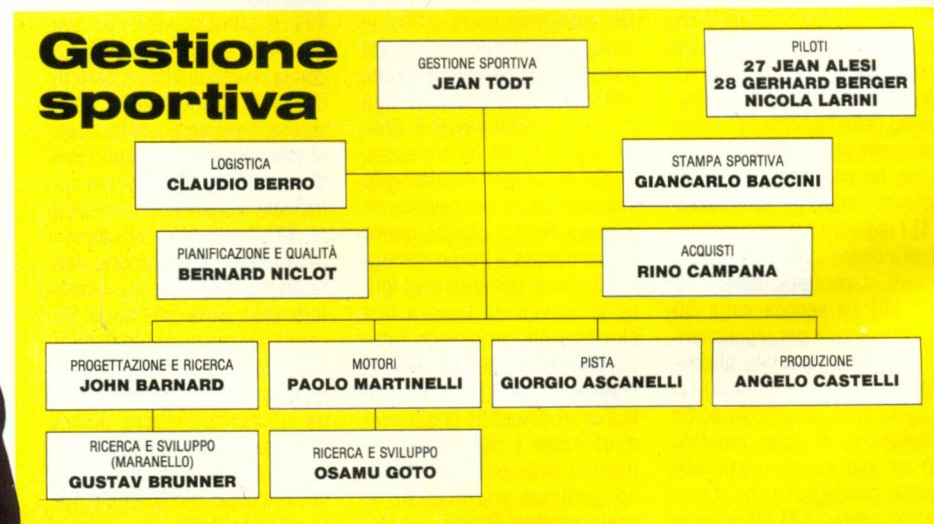 Gestione
sportiva
GESTIONE SPORTIVA
JEAN TODT
PILOTI
27 JEAN ALESI
28 GERHARD BERGER
NICOLA LARINI
LOGISTICA
CLAUDIO BERRO
STAMPA SPORTIVA
GIANCARLO BACCINI
PIANIFICAZIONE E QUALITÀ
BERNARD NICLOT
ACQUISTI
RINO CAMPANA
PROGETTAZIONE E RICERCA
JOHN BARNARD
MOTORI
PAOLO MARTINELLI
PISTA
GIORGIO ASCANELLI
PRODUZIONE
ANGELO CASTELLI
RICERCA E SVILUPPO
(MARANELLO)
GUSTAV BRUNNER
RICERCA E SVILUPPO
OSAMU GOTO